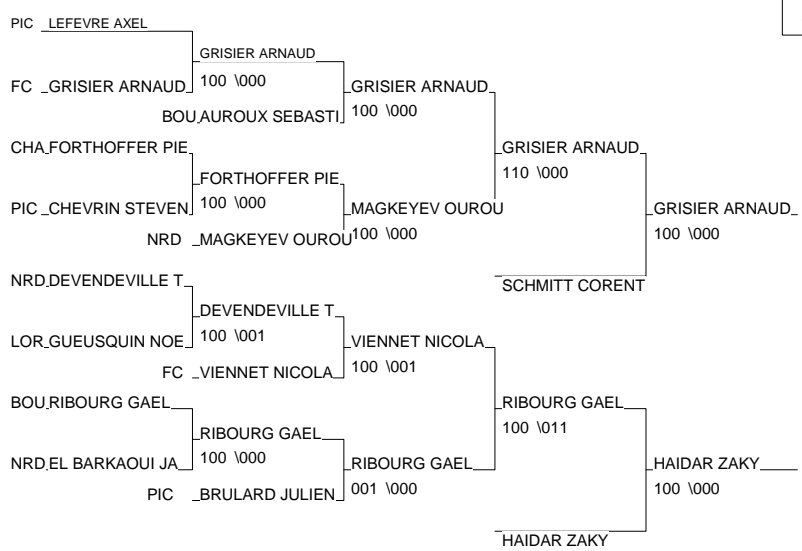 PIC LEFEVRE AXEL
GRISIER ARNAUD
FC GRISIER ARNAUD 100 \000 GRISIER ARNAUD
BOU AUROUX SEBASTI 100 \000
CHA FORTHOFFER PIE GRISIER ARNAUD
FORTHOFFER PIE 110 \000
PIC CHEVRIN STEVEN 100 \000 MAGKEYEV OUROU GRISIER ARNAUD
NRD MAGKEYEV OUROU 100 \000 100 \000
NRD DEVENDEVILLE T SCHMITT CORENT
DEVENDEVILLE T
LOR GUEUSQUIN NOE 100 \001 VIENNET NICOLA
FC VIENNET NICOLA 100 \001
BOU RIBOURG GAEL RIBOURG GAEL
RIBOURG GAEL 100 \011
NRD EL BARKAOUI JA 100 \000 RIBOURG GAEL HAIDAR ZAKY
PIC BRULARD JULIEN 001 \000 100 \000
HAIDAR ZAKY